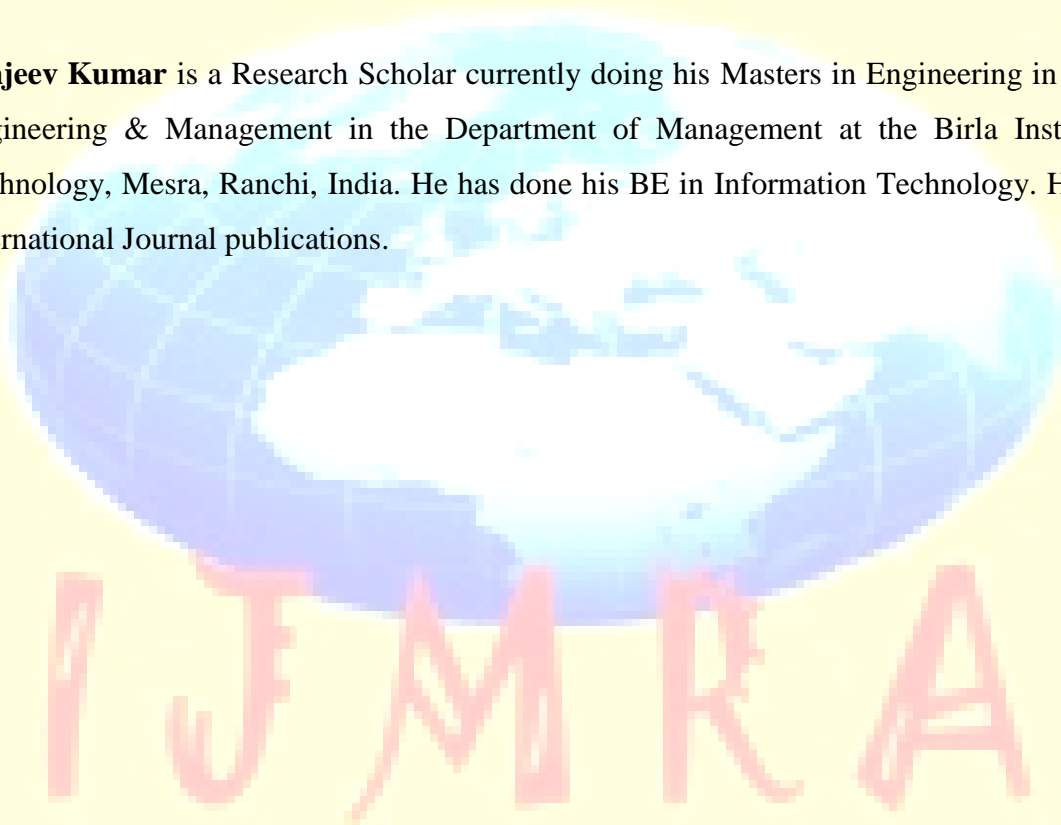 jeev Kumar is a Research Scholar currently doing his Masters in Engineering in
gineering & Management in the Department of Management at the Birla Inst
hnology, Mesra, Ranchi, India. He has done his BE in Information Technology. H
ernational Journal publications.
IJMRA